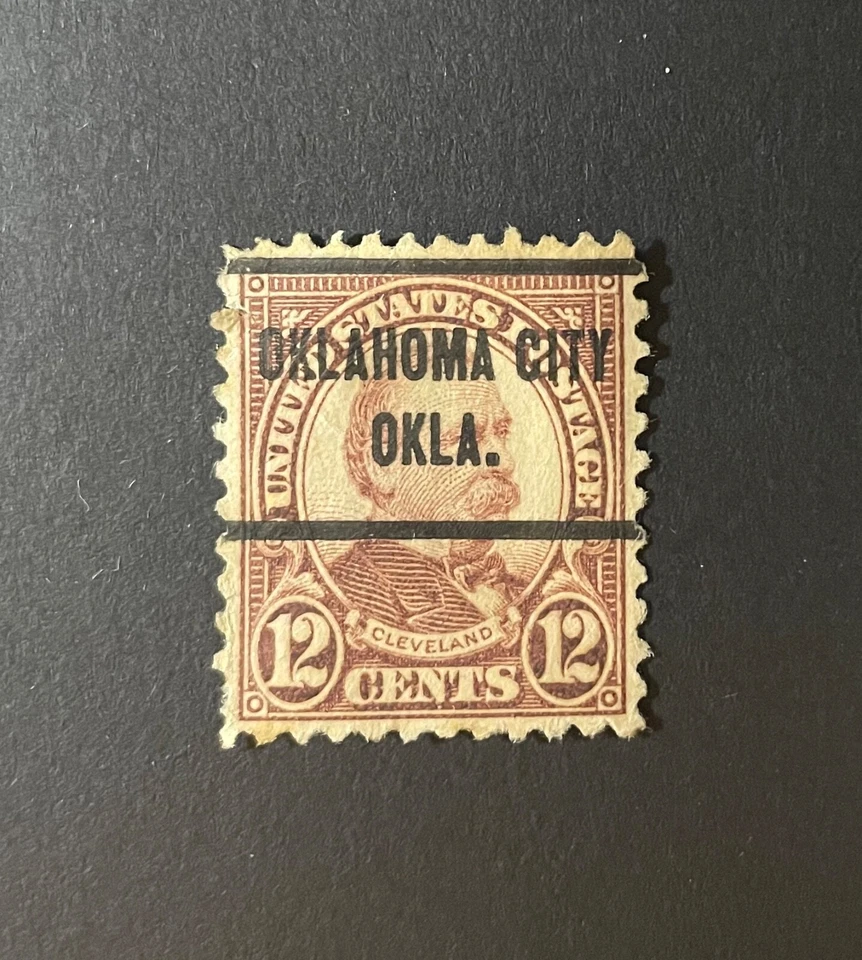 UNITED STATES POSTAGE
OKLAHOMA CITY
OKLA.
CLEVELAND
12 CENTS 12